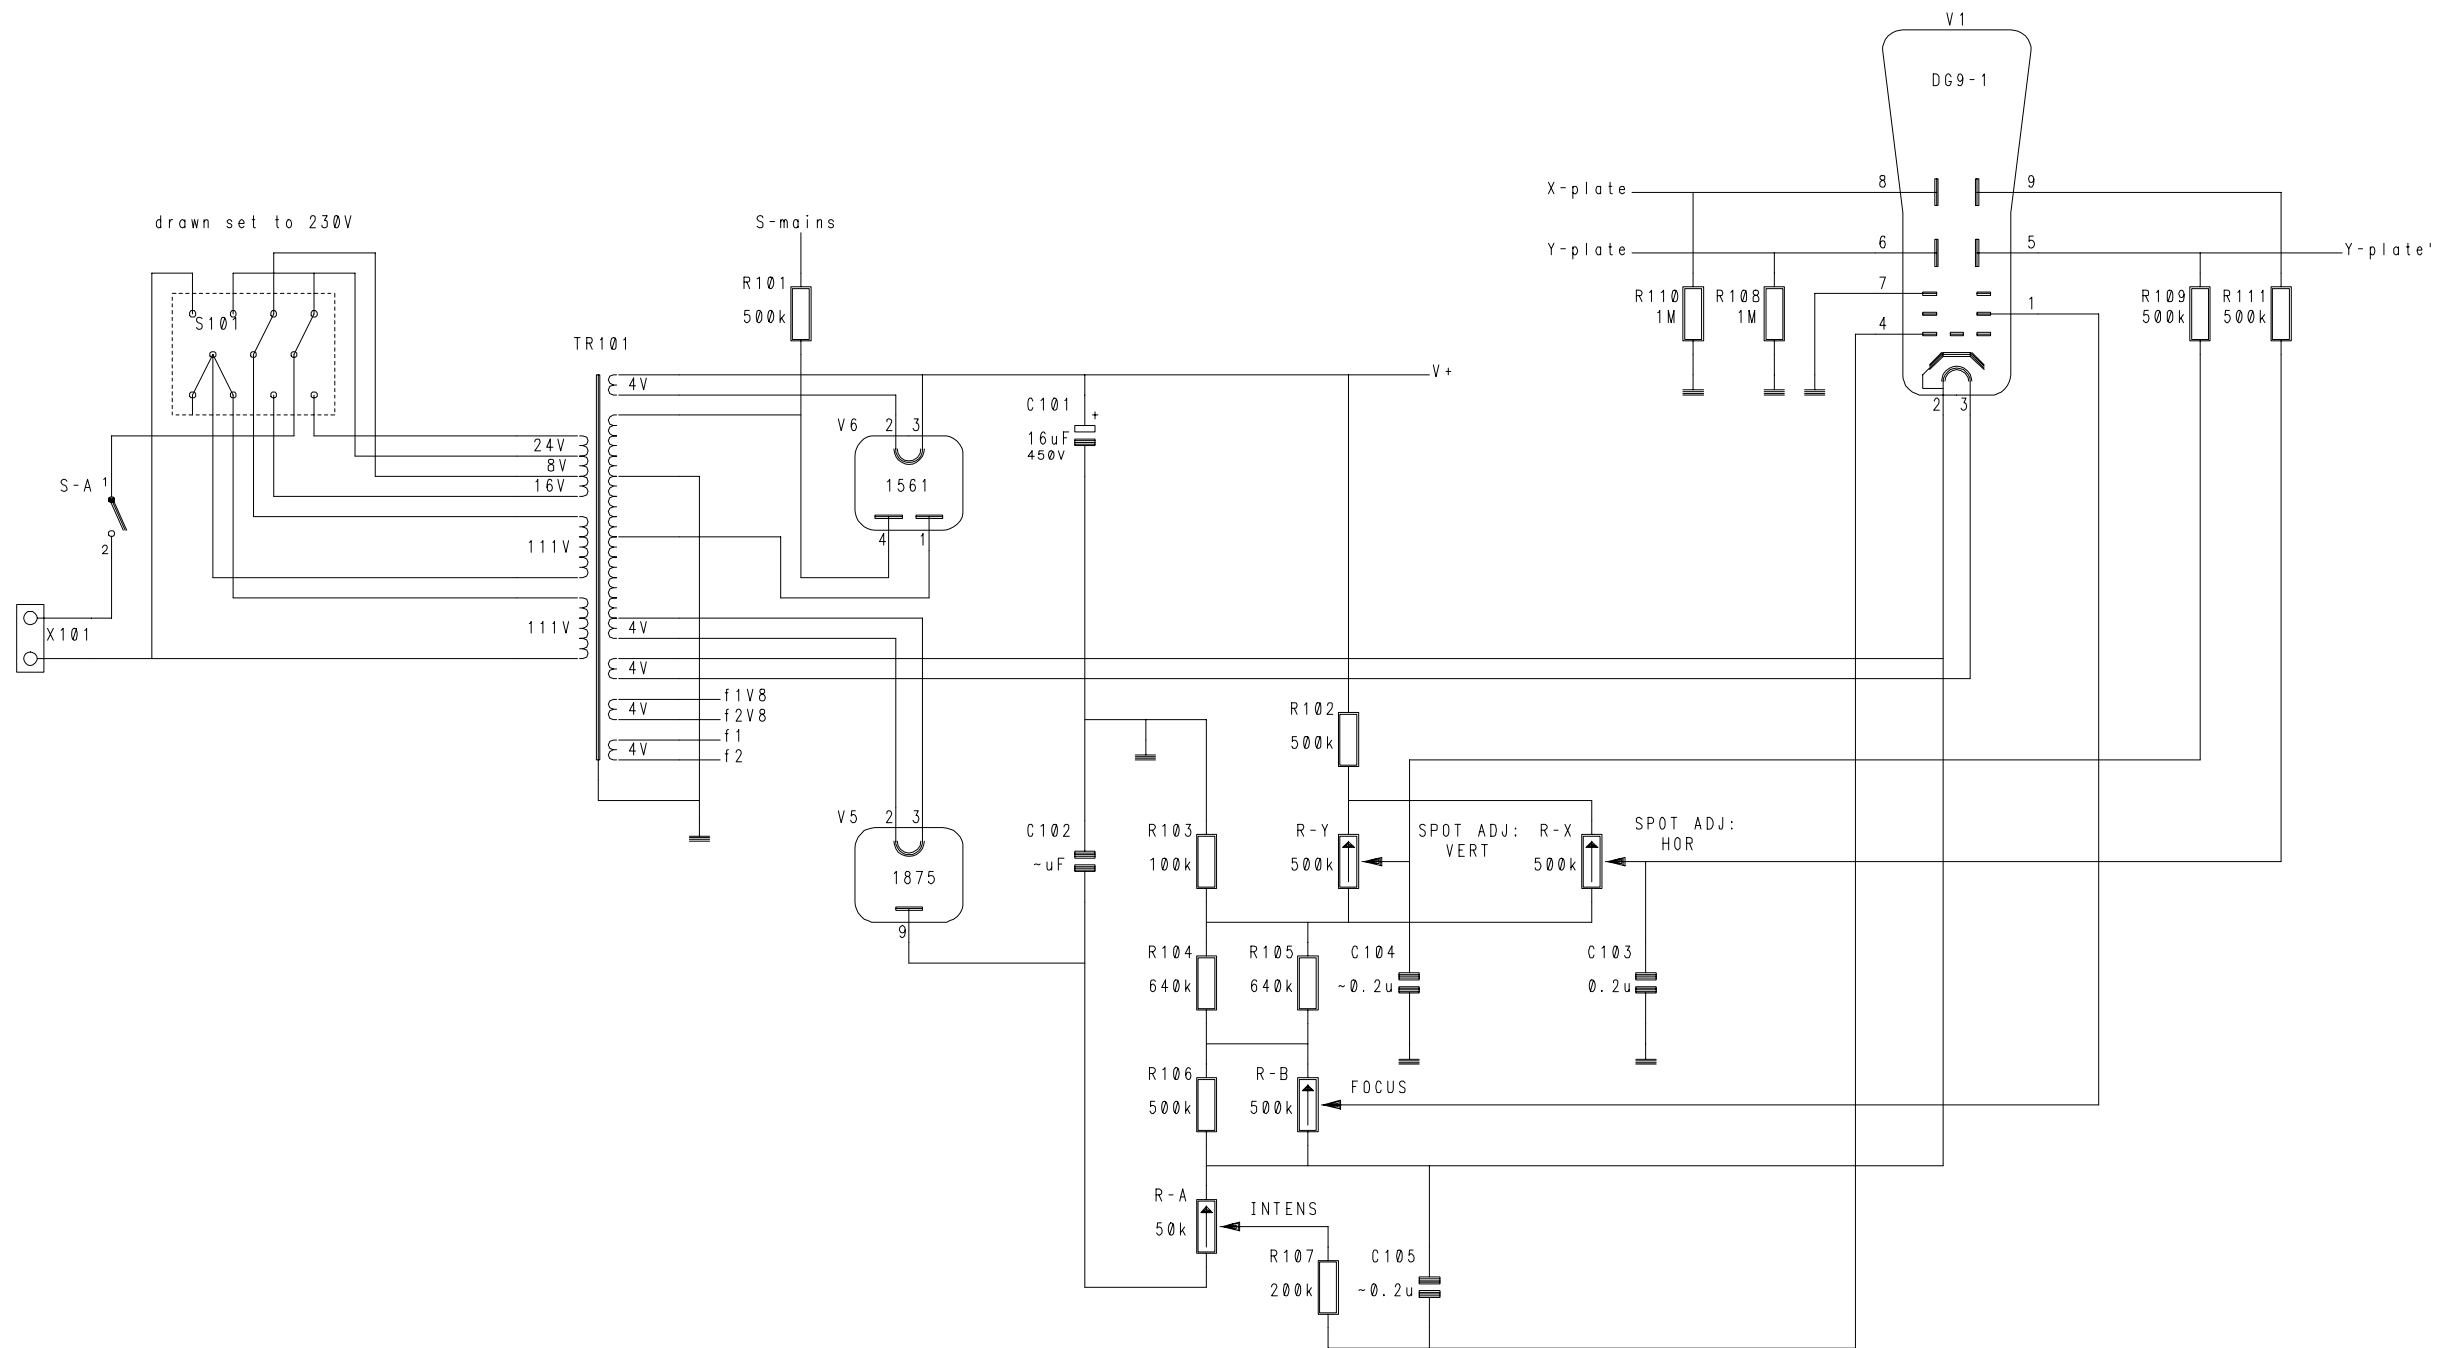 V1
DG9-1
X-plate
8
9
drawn set to 230V
S-mains
Y-plate
6
5
Y-plate'
R101
500k
7
R110
1M
R108
1M
1
R109
500k
R111
500k
S101
4
TR101
4V
V+
2
3
C101
+
16uF
450V
V6
2
3
24V
8V
16V
1561
S-A
1
2
4
1
111V
X101
111V
4V
4V
f1V8
4V
f2V8
f1
4V
f2
R102
500k
V5
2
3
1875
9
C102
~uF
R103
100k
R-Y
500k
SPOT ADJ:
VERT
R-X
500k
SPOT ADJ:
HOR
R104
640k
R105
640k
C104
~0.2u
C103
0.2u
R106
500k
R-B
500k
FOCUS
R-A
50k
INTENS
R107
200k
C105
~0.2u